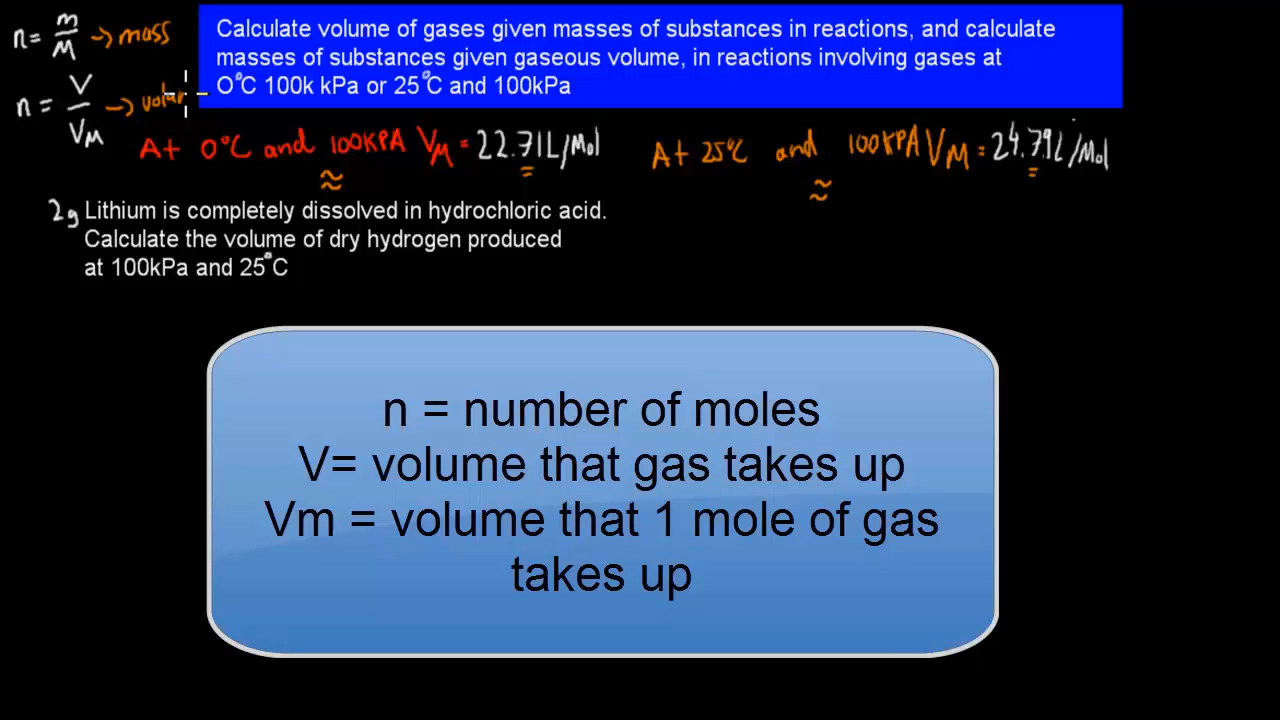 n = m/M → mass
Calculate volume of gases given masses of substances in reactions, and calculate
masses of substances given gaseous volume, in reactions involving gases at
O°C 100k kPa or 25°C and 100kPa
n = V/VM →
At 0°C and 100KPA VM = 22.71L/Mol
At 25°C and 100KPA VM = 24.79L/Mol
≈ ≈
2g Lithium is completely dissolved in hydrochloric acid.
Calculate the volume of dry hydrogen produced
at 100kPa and 25°C
n = number of moles
V= volume that gas takes up
Vm = volume that 1 mole of gas
takes up